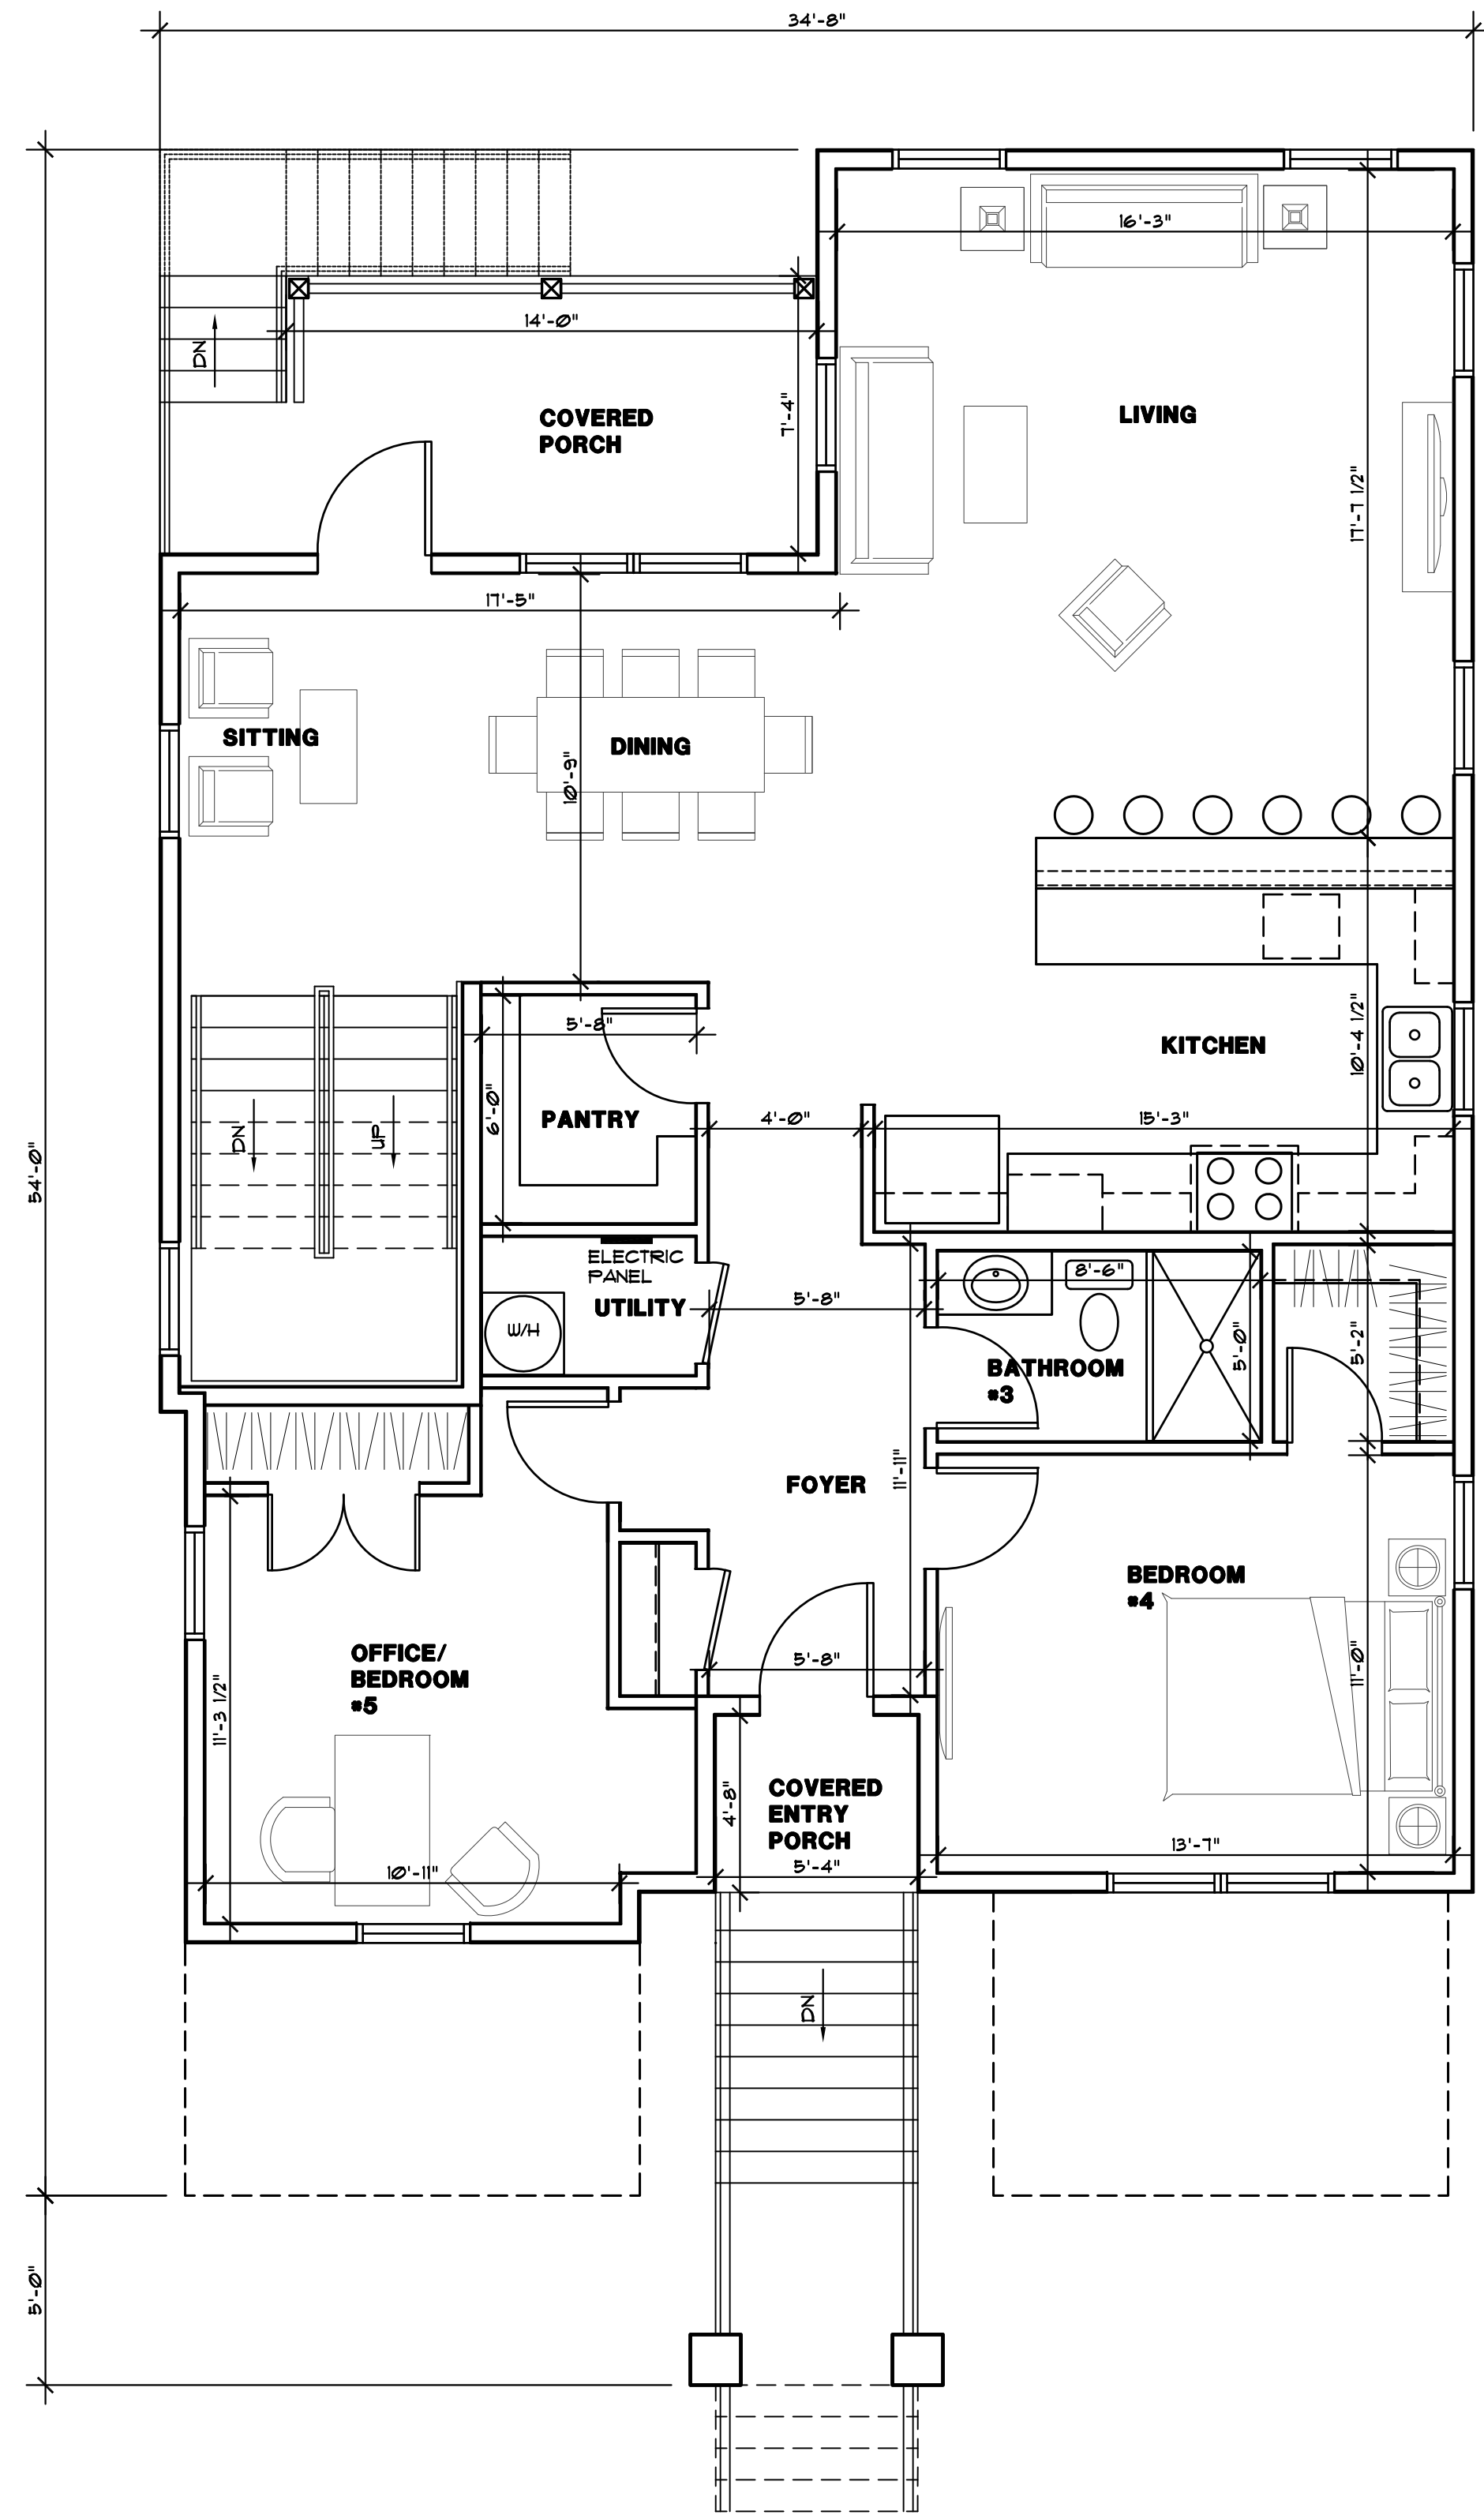 34'-8"
16'-3"
14'-0"
DN
COVERED
PORCH
7'-4"
LIVING
17'-7 1/2"
17'-5"
SITTING
DINING
10'-9"
5'-8"
KITCHEN
10'-4 1/2"
6'-0"
PANTRY
4'-0"
15'-3"
DN
UP
54'-0"
ELECTRIC
PANEL
UTILITY
W/H
5'-8"
8'-6"
5'-0"
5'-2"
BATHROOM
#3
FOYER
11'-11"
BEDROOM
#4
11'-0"
OFFICE/
BEDROOM
#5
11'-3 1/2"
5'-8"
COVERED
ENTRY
PORCH
4'-8"
5'-4"
13'-7"
10'-11"
DN
5'-0"